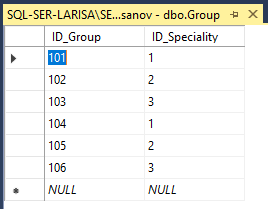 SQL-SER-LARISA\SE...sanov - dbo.Group
ID_Group ID_Speciality
101 1
102 2
103 3
104 1
105 2
106 3
NULL NULL